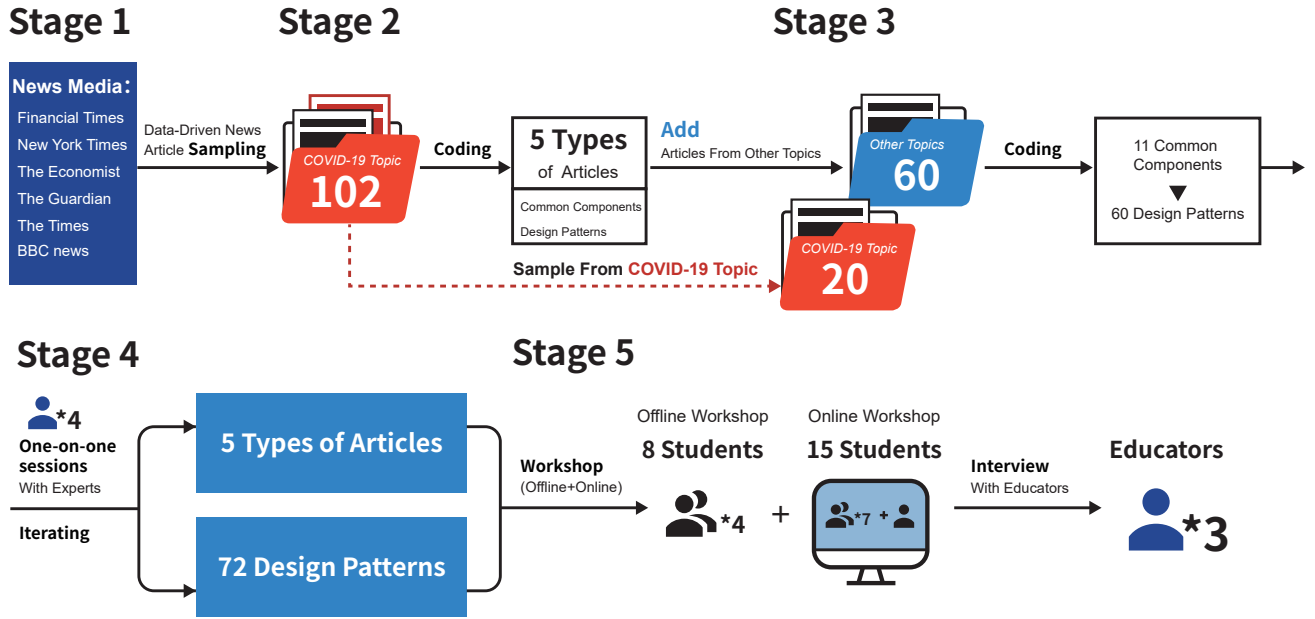 Stage 1
Stage 2
Stage 3
News Media:
Financial Times
New York Times
The Economist
The Guardian
The Times
BBC news
Data-Driven News
Article Sampling
COVID-19 Topic
102
Coding
5 Types
of Articles
Common Components
Design Patterns
Add
Articles From Other Topics
Other Topics
60
Coding
11 Common
Components
60 Design Patterns
Sample From COVID-19 Topic
COVID-19 Topic
20
Stage 4
Stage 5
*4
One-on-one
sessions
With Experts
Iterating
5 Types of Articles
72 Design Patterns
Workshop
(Offline+Online)
Offline Workshop
8 Students
*4
+
Online Workshop
15 Students
*7 +
Interview
With Educators
Educators
*3